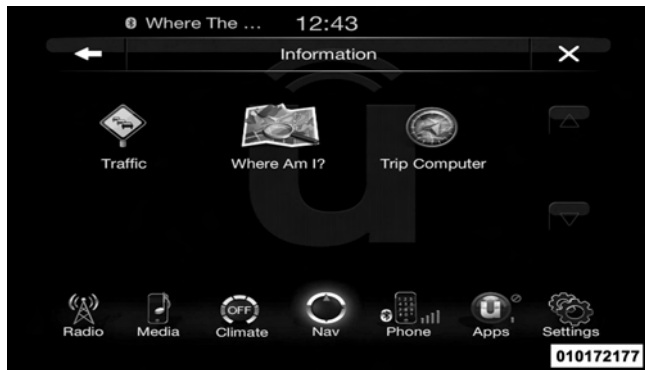 Where The ... 12:43
Information
Traffic Where Am I? Trip Computer
OFF
Radio Media Climate Nav Phone Apps Settings
010172177